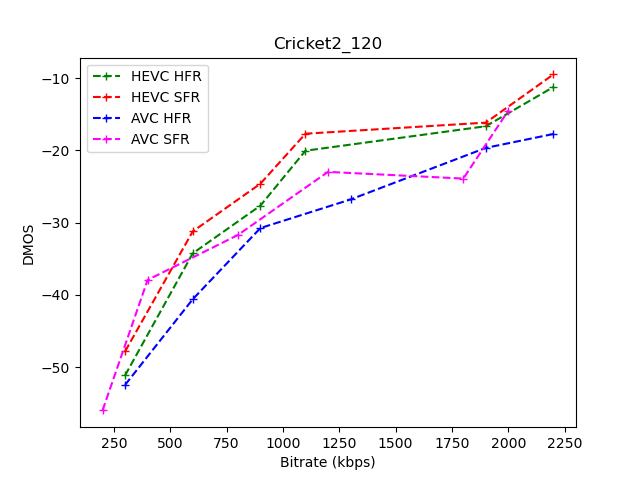 Cricket2_120
HEVC HFR
HEVC SFR
AVC HFR
AVC SFR
DMOS
−10
−20
−30
−40
−50
250 500 750 1000 1250 1500 1750 2000 2250
Bitrate (kbps)